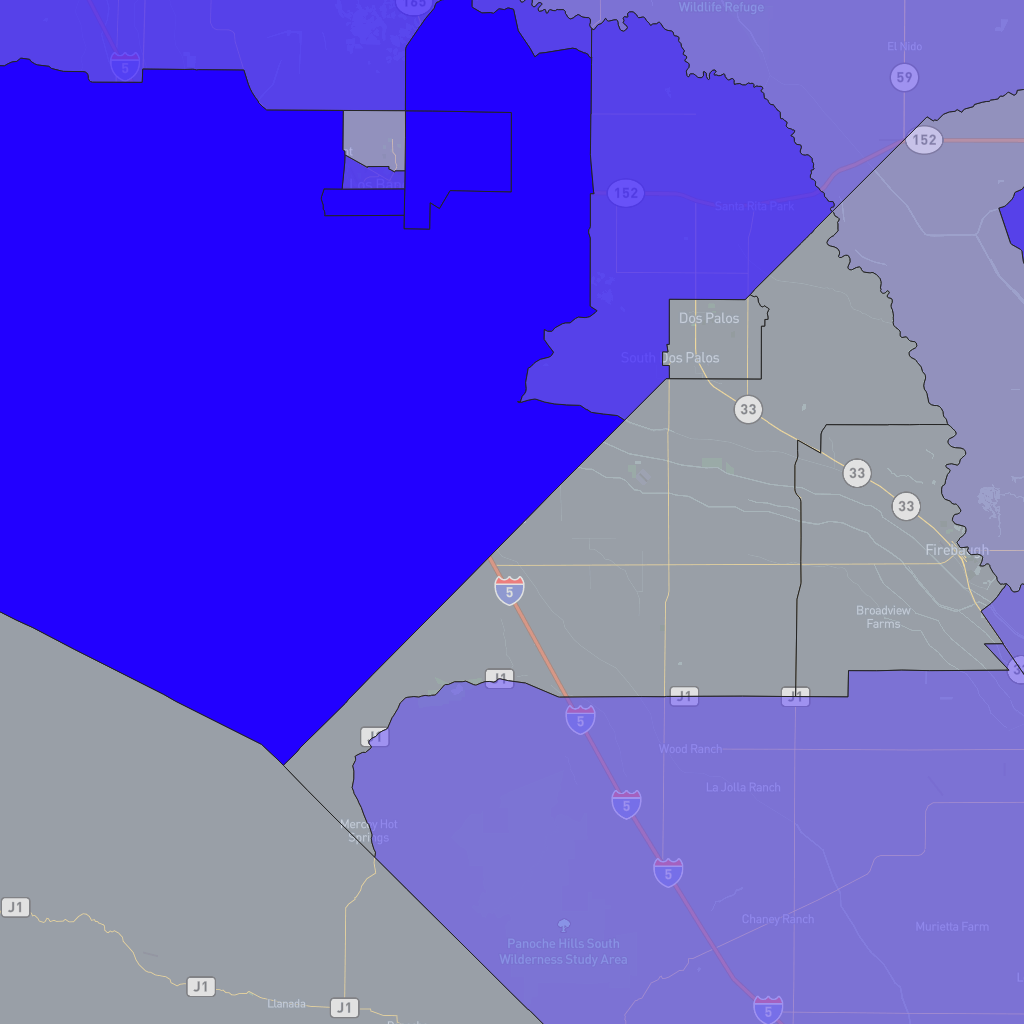 165
Wildlife Refuge
El Nido
5
59
152
Los Ban
152
Santa Rita Park
Dos Palos
South Dos Palos
33
33
33
Firebaugh
5
Broadview
Farms
J1
J1
J1
5
J1
Wood Ranch
La Jolla Ranch
5
Mercey Hot
Springs
5
J1
Chaney Ranch
Murietta Farm
Panoche Hills South
Wilderness Study Area
J1
Llanada
J1
5